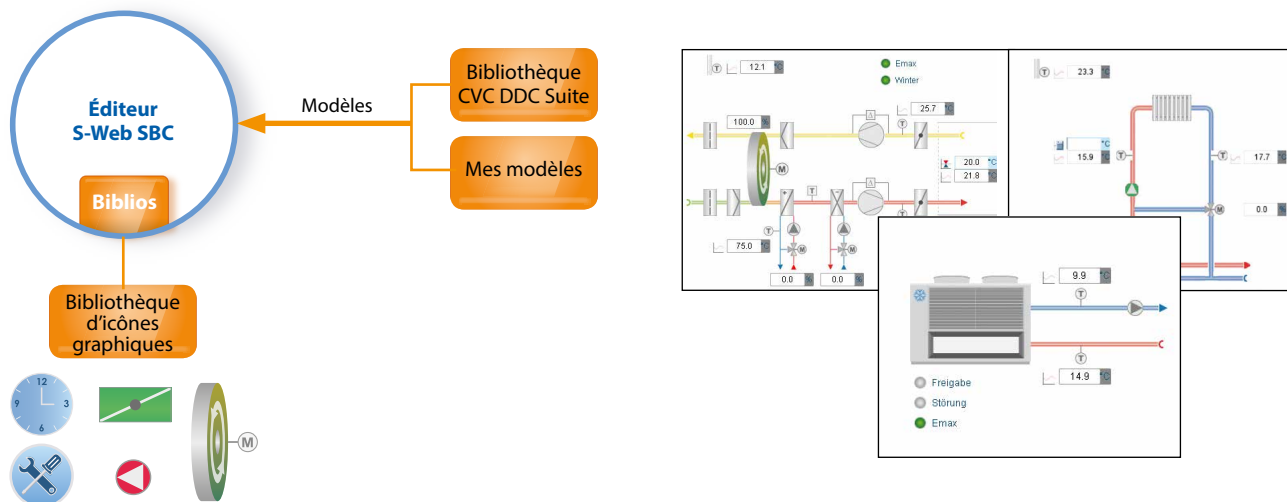 Éditeur
S-Web SBC
Biblios
Modèles
Bibliothèque
CVC DDC Suite
Mes modèles
Bibliothèque
d'icônes
graphiques
12
9
3
6
M
T
12.1 °C
Emax
Winter
100.0 %
25.7 °C
T
M
20.0 °C
21.8 °C
T
T
T
75.0 °C
M
M
0.0 %
0.0 %
T
23.3 °C
°C
15.9 °C
T
T
17.7 °C
M
0.0 %
9.9 °C
T
T
14.9 °C
Freigabe
Störung
Emax